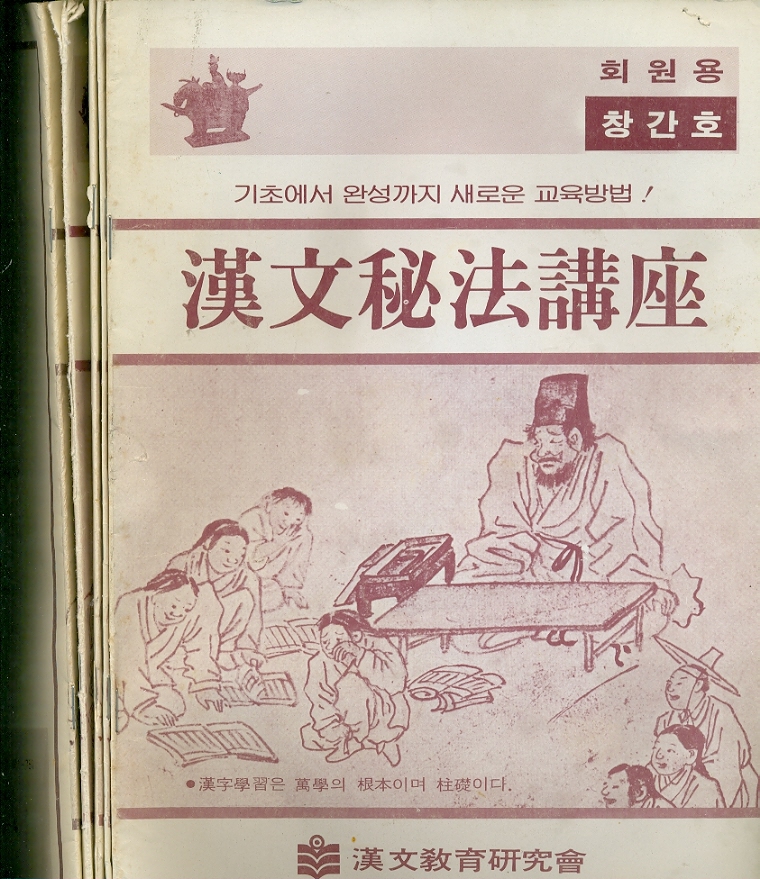 회원용
창간호
기초에서 완성까지 새로운 교육방법 !
漢文秘法講座
●漢字學習은 萬學의 根本이며 柱礎이다.
漢文敎育硏究會